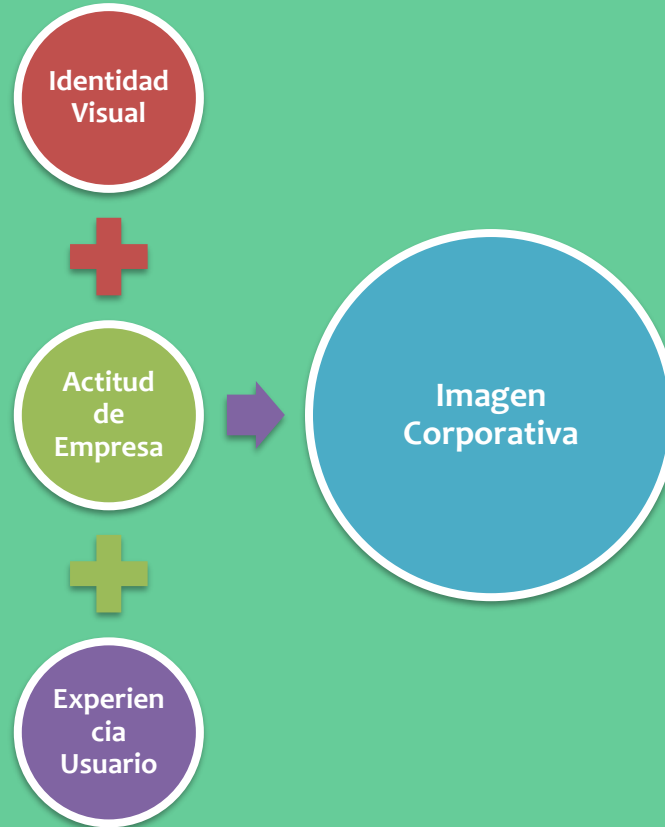 Identidad
Visual
Actitud
de
Empresa
Experien
cia
Usuario
Imagen
Corporativa